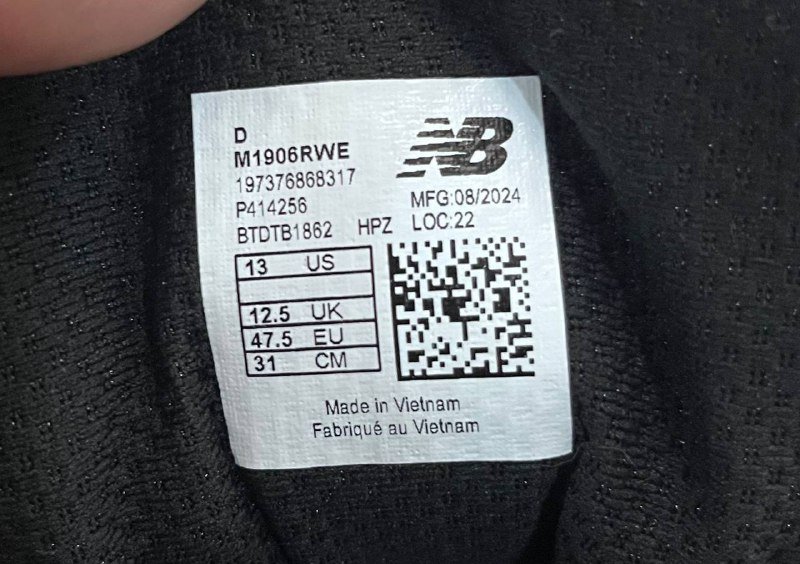 D
M1906RWE
197376868317
P414256
BTDTB1862 HPZ
NB
MFG:08/2024
LOC:22
13 US
12.5 UK
47.5 EU
31 CM
Made in Vietnam
Fabriqué au Vietnam